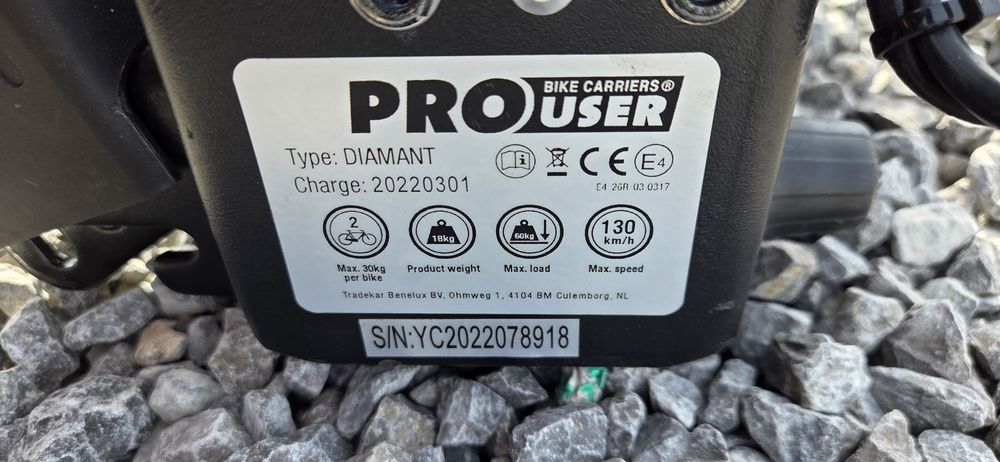 PRO BIKE CARRIERS®
USER
Type: DIAMANT
Charge: 20220301
CE E4
E4 26R-03 0317
2
18kg
60kg
130
km/h
Max. 30kg
per bike
Product weight
Max. load
Max. speed
Tradekar Benelux BV, Ohmweg 1, 4104 BM Culemborg, NL
S/N:YC2022078918